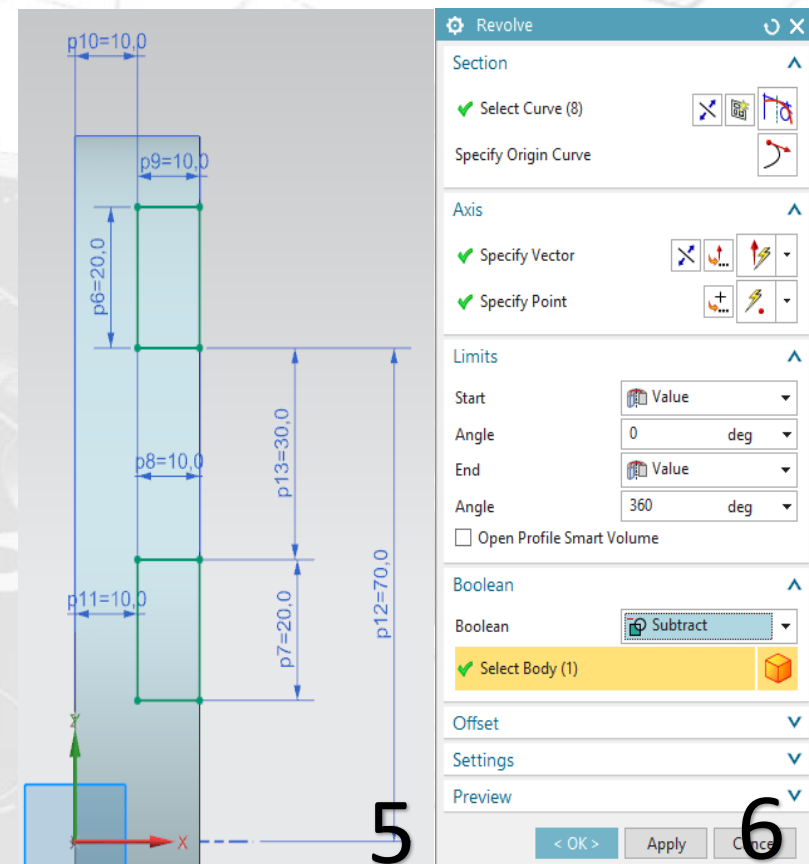 p10=10,0
p9=10,0
p6=20,0
p13=30,0
p8=10,0
p12=70,0
p11=10,0
p7=20,0
Y
X
5
Revolve
Section
Select Curve (8)
Specify Origin Curve
Axis
Specify Vector
Specify Point
Limits
Start Value
Angle 0 deg
End Value
Angle 360 deg
Open Profile Smart Volume
Boolean
Boolean Subtract
Select Body (1)
Offset
Settings
Preview
< OK > Apply Cance
6